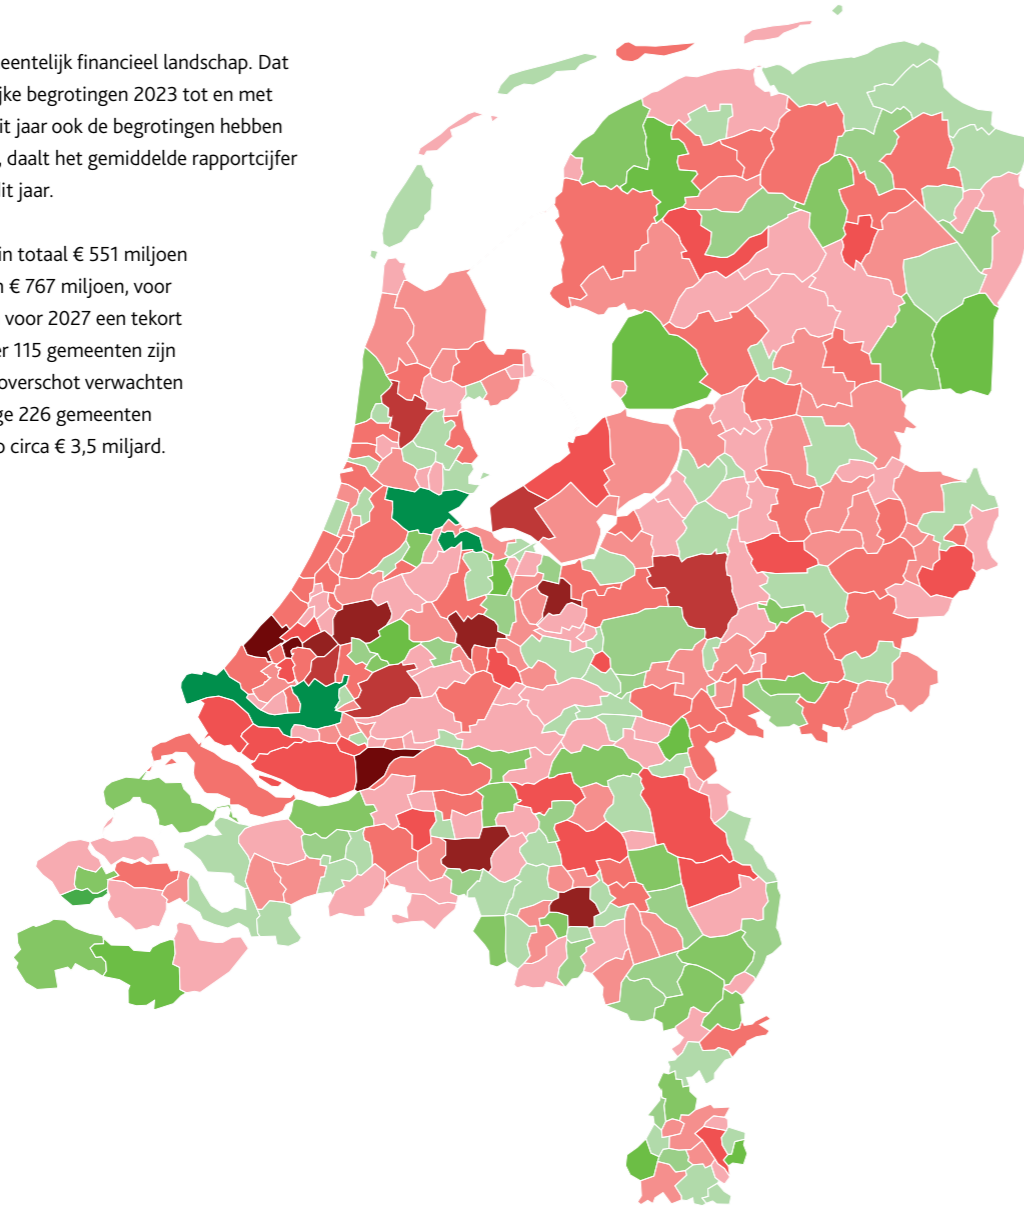 eentelijk financieel landschap. Dat
jke begrotingen 2023 tot en met
it jaar ook de begrotingen hebben
, daalt het gemiddelde rapportcijfer
dit jaar.
in totaal € 551 miljoen
n € 767 miljoen, voor
voor 2027 een tekort
er 115 gemeenten zijn
overschot verwachten
ge 226 gemeenten
o circa € 3,5 miljard.